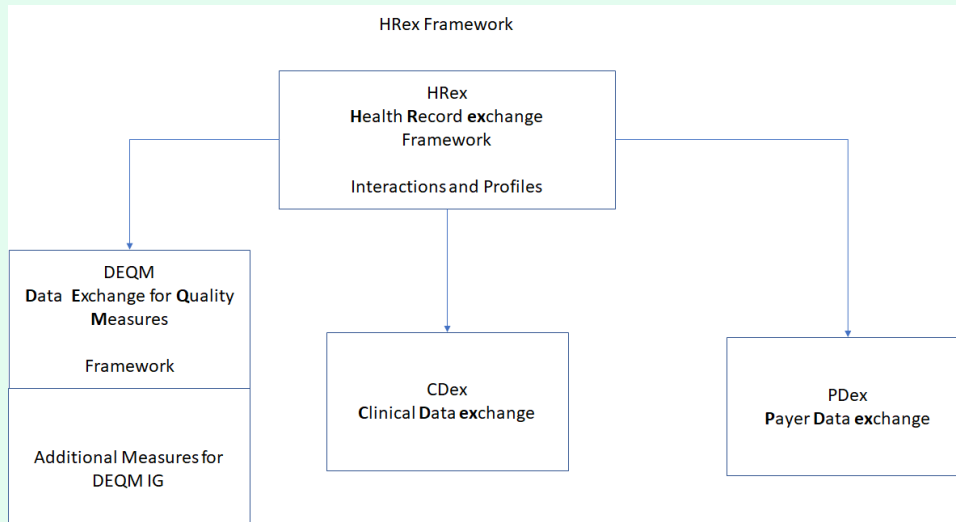 HRex Framework
HRex
Health Record exchange
Framework
Interactions and Profiles
DEQM
Data Exchange for Quality
Measures
Framework
Additional Measures for
DEQM IG
CDex
Clinical Data exchange
PDex
Payer Data exchange